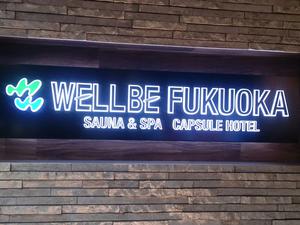 WELLBE FUKUOKA
SAUNA & SPA CAPSULE HOTEL